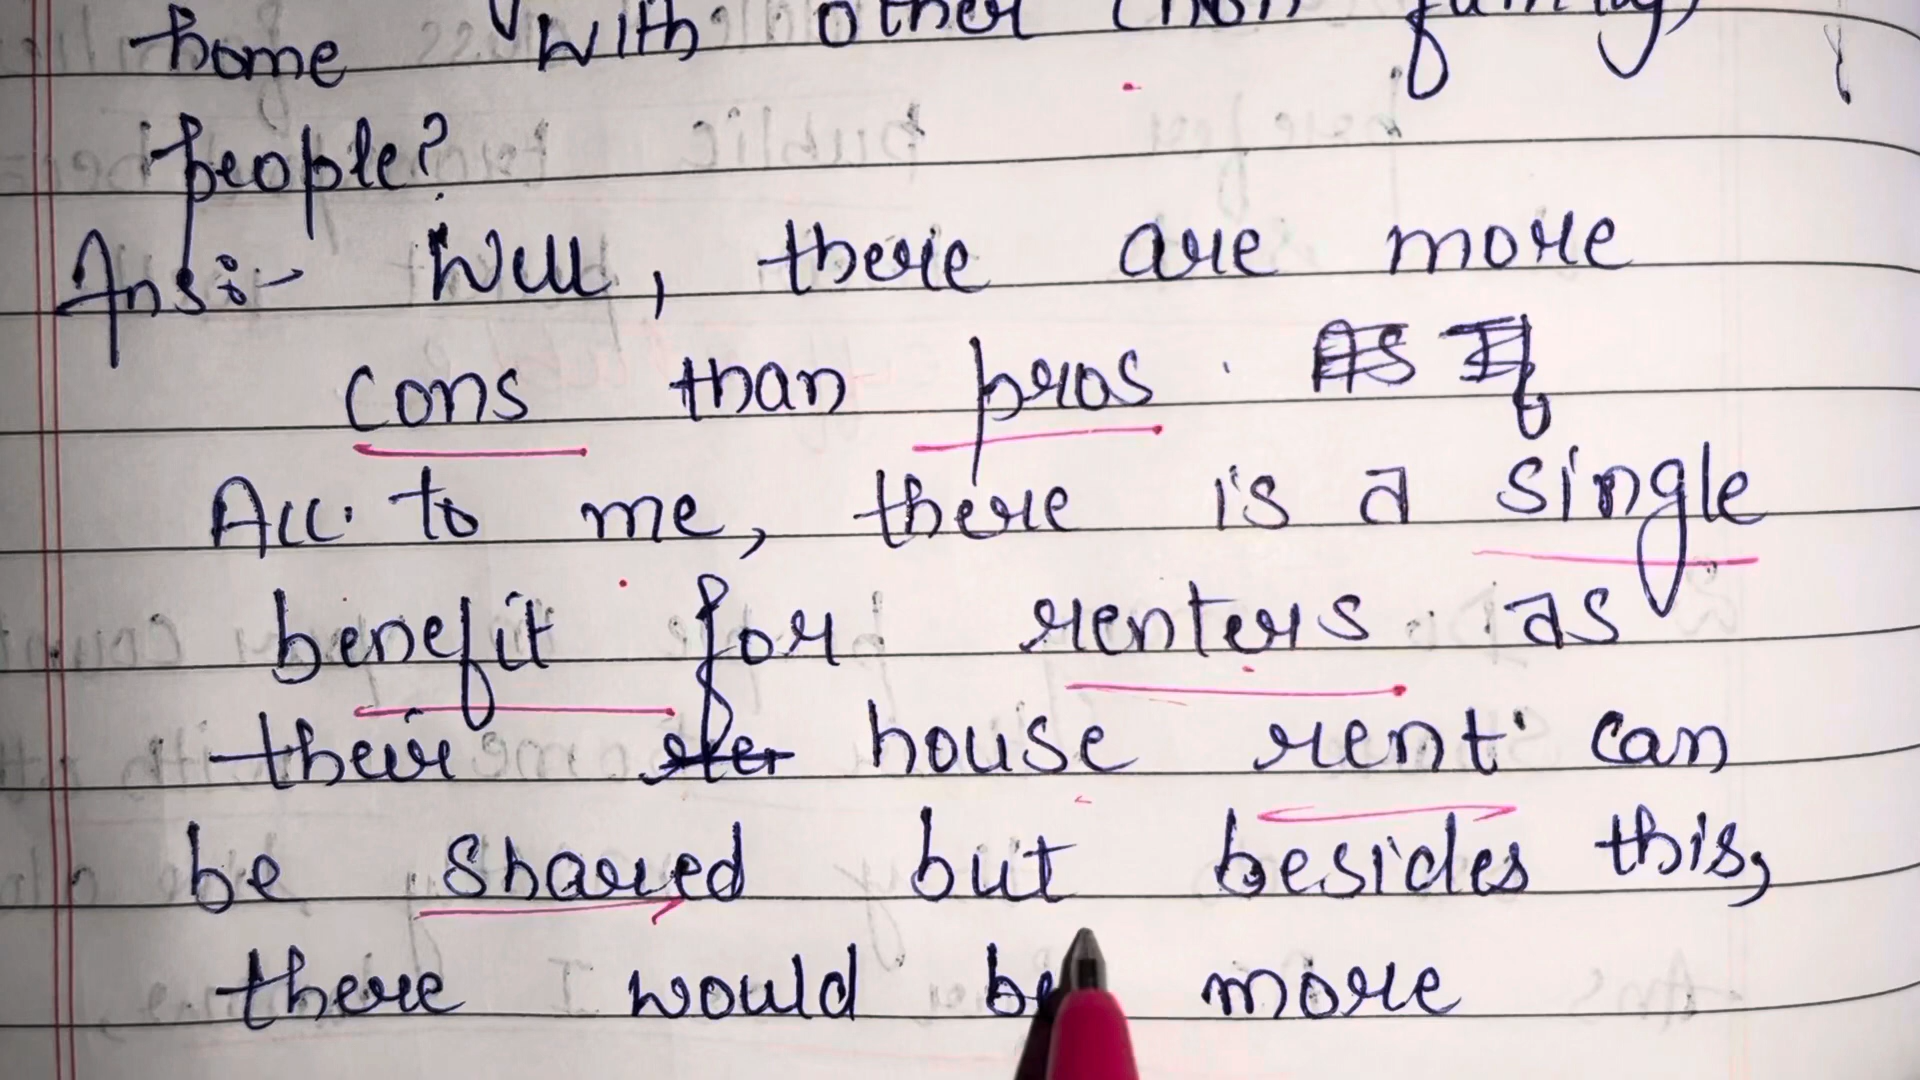 home with other (non family)
people?
Ans:- Well, there are more
cons than pros.
Acc. to me, there is a single
benefit for renters as
their house rent can
be shared but besides this,
there would be more